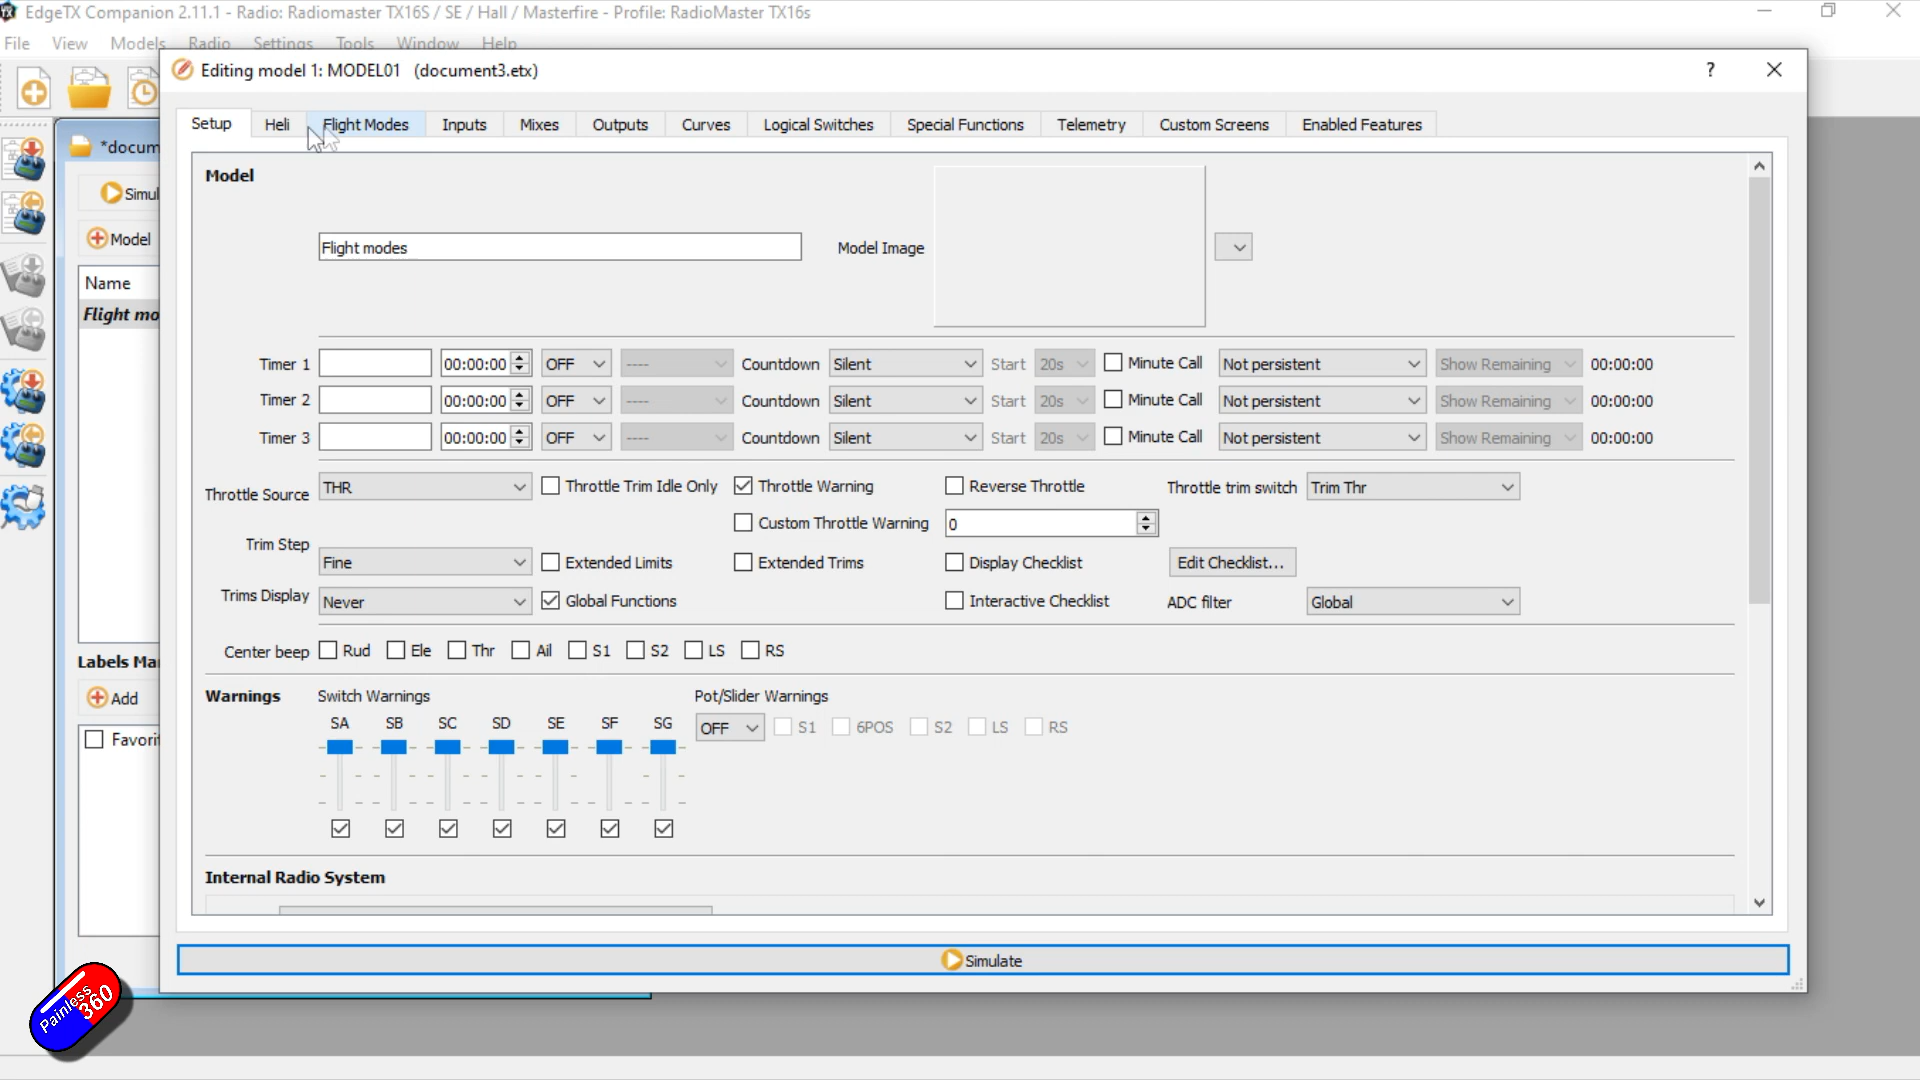 EdgeTX Companion 2.11.1 - Radio: Radiomaster TX16S / SE / Hall / Masterfire - Profile: RadioMaster TX16s
File View Models Radio Settings Tools Window Help
Editing model 1: MODEL01 (document3.etx)
Setup Heli Flight Modes Inputs Mixes Outputs Curves Logical Switches Special Functions Telemetry Custom Screens Enabled Features
*docum
Simul
Model
Name
Flight mo
Labels Ma
Add
Favorit
Model
Flight modes Model Image
Timer 1 00:00:00 OFF ---- Countdown Silent Start 20s Minute Call Not persistent Show Remaining 00:00:00
Timer 2 00:00:00 OFF ---- Countdown Silent Start 20s Minute Call Not persistent Show Remaining 00:00:00
Timer 3 00:00:00 OFF ---- Countdown Silent Start 20s Minute Call Not persistent Show Remaining 00:00:00
Throttle Source THR Throttle Trim Idle Only Throttle Warning Reverse Throttle Throttle trim switch Trim Thr
Custom Throttle Warning 0
Trim Step Fine Extended Limits Extended Trims Display Checklist Edit Checklist...
Trims Display Never Global Functions Interactive Checklist ADC filter Global
Center beep Rud Ele Thr Ail S1 S2 LS RS
Warnings Switch Warnings Pot/Slider Warnings
SA SB SC SD SE SF SG
OFF S1 6POS S2 LS RS
Internal Radio System
Simulate
Painless
360